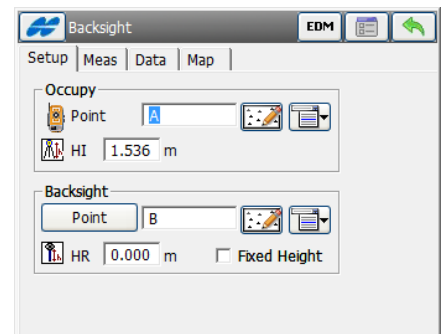 Backsight EDM
Setup Meas Data Map
Occupy
Point A
HI 1.536 m
Backsight
Point B
HR 0.000 m Fixed Height